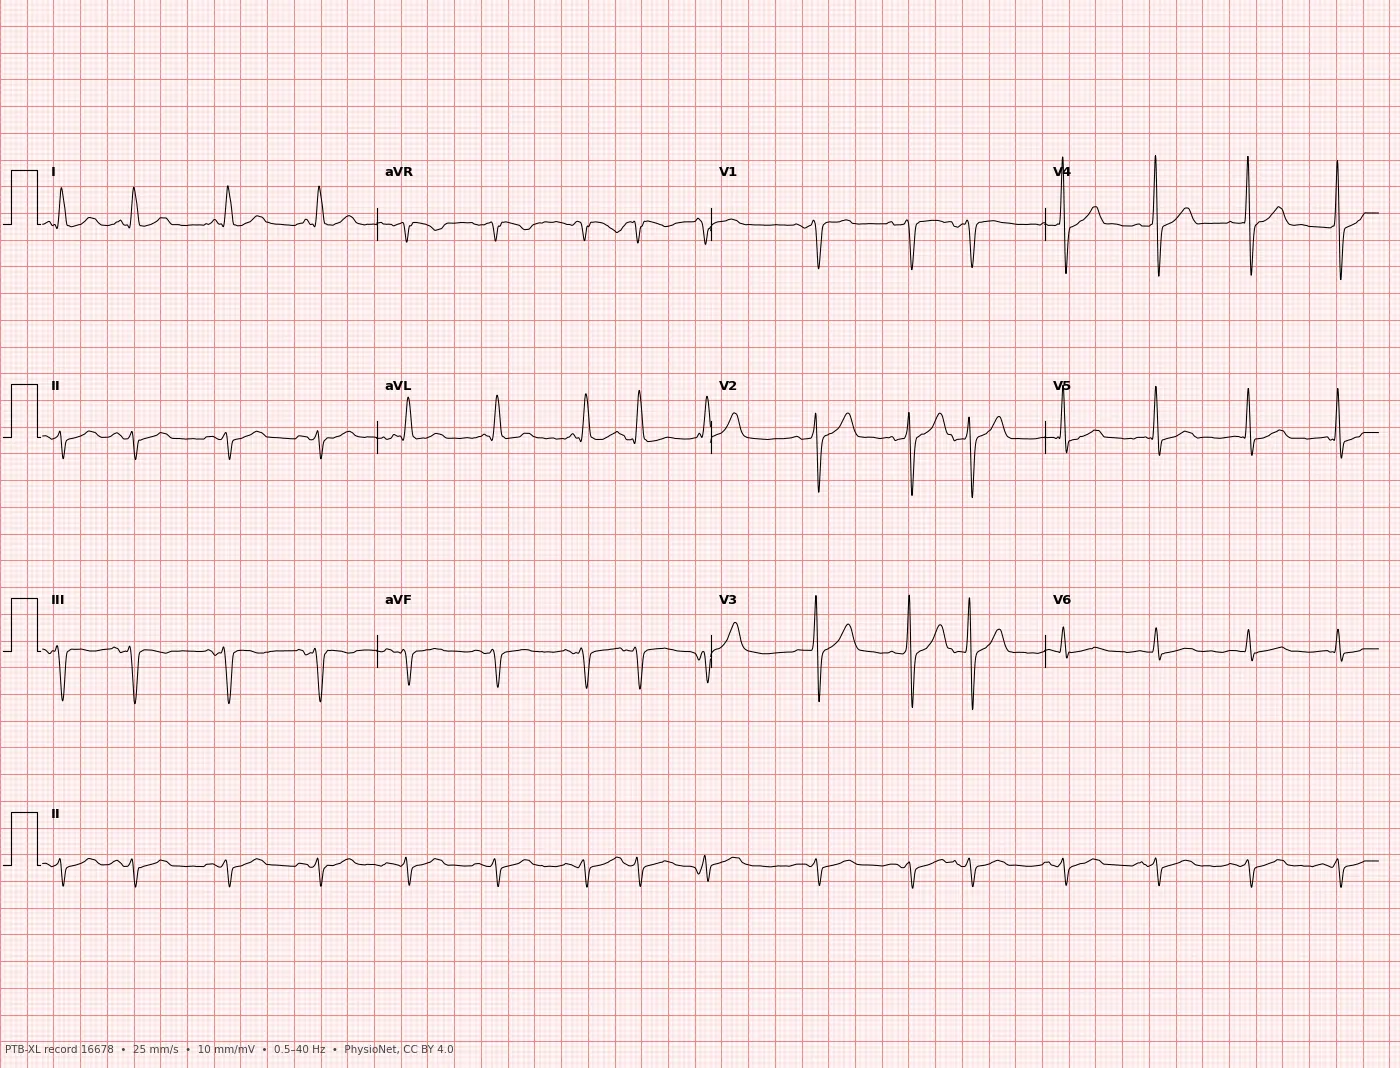 I aVR V1 V4
II aVL V2 V5
III aVF V3 V6
II
PTB-XL record 16678 • 25 mm/s • 10 mm/mV • 0.5–40 Hz • PhysioNet, CC BY 4.0